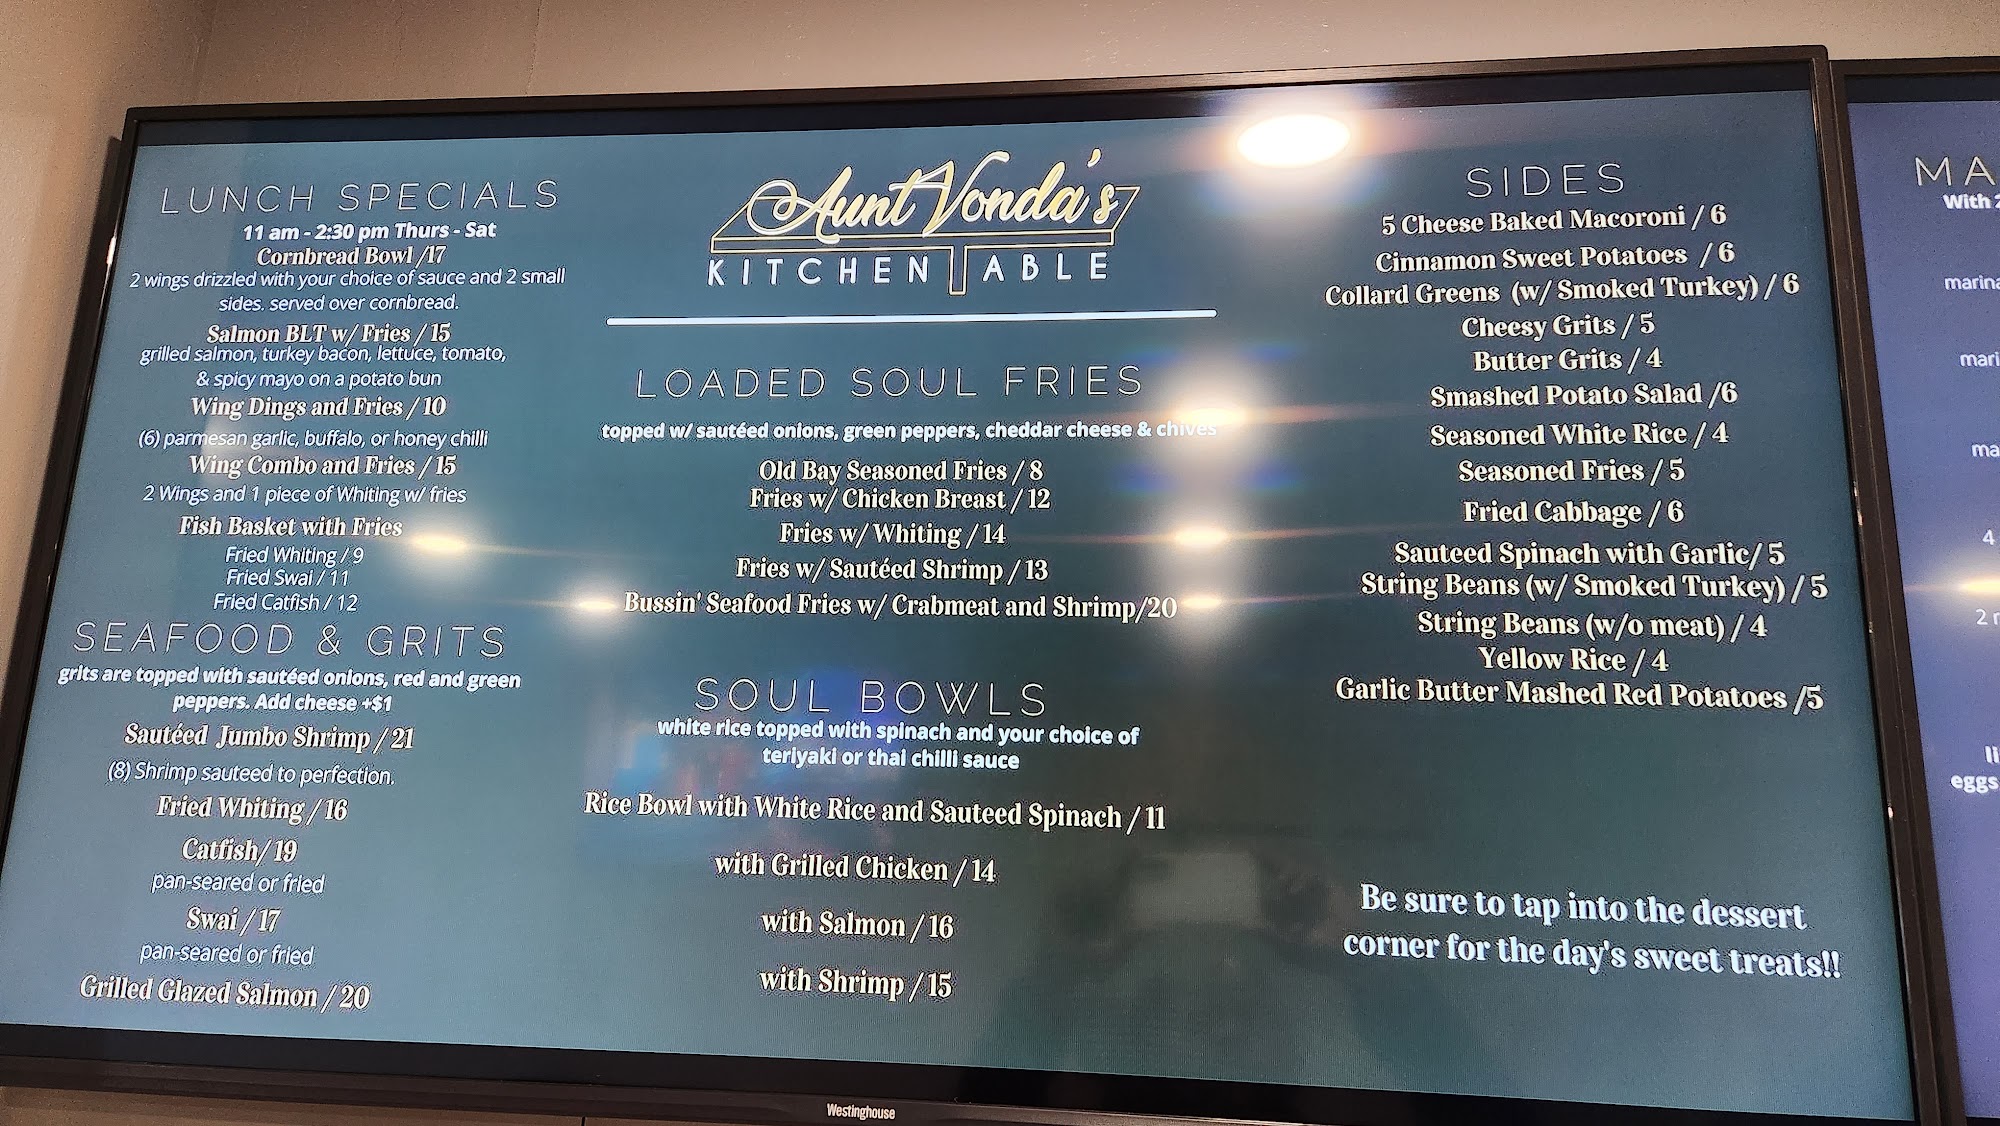 LUNCH SPECIALS
11 am - 2:30 pm Thurs - Sat
Cornbread Bowl /17
2 wings drizzled with your choice of sauce and 2 small
sides. served over cornbread.
Salmon BLT w/ Fries / 15
grilled salmon, turkey bacon, lettuce, tomato,
& spicy mayo on a potato bun
Wing Dings and Fries / 10
(6) parmesan garlic, buffalo, or honey chilli
Wing Combo and Fries / 15
2 Wings and 1 piece of Whiting w/ fries
Fish Basket with Fries
Fried Whiting / 9
Fried Swai / 11
Fried Catfish / 12
SEAFOOD & GRITS
grits are topped with sautéed onions, red and green
peppers. Add cheese +$1
Sautéed Jumbo Shrimp / 21
(8) Shrimp sauteed to perfection.
Fried Whiting / 16
Catfish/ 19
pan-seared or fried
Swai / 17
pan-seared or fried
Grilled Glazed Salmon / 20
Aunt Vonda's
KITCHEN TABLE
LOADED SOUL FRIES
topped w/ sautéed onions, green peppers, cheddar cheese & chives
Old Bay Seasoned Fries / 8
Fries w/ Chicken Breast / 12
Fries w/ Whiting / 14
Fries w/ Sautéed Shrimp / 13
Bussin' Seafood Fries w/ Crabmeat and Shrimp/20
SOUL BOWLS
white rice topped with spinach and your choice of
teriyaki or thai chilli sauce
Rice Bowl with White Rice and Sauteed Spinach / 11
with Grilled Chicken / 14
with Salmon / 16
with Shrimp / 15
SIDES
5 Cheese Baked Macoroni / 6
Cinnamon Sweet Potatoes / 6
Collard Greens (w/ Smoked Turkey) / 6
Cheesy Grits / 5
Butter Grits / 4
Smashed Potato Salad /6
Seasoned White Rice / 4
Seasoned Fries / 5
Fried Cabbage / 6
Sauteed Spinach with Garlic/ 5
String Beans (w/ Smoked Turkey) / 5
String Beans (w/o meat) / 4
Yellow Rice / 4
Garlic Butter Mashed Red Potatoes /5
Be sure to tap into the dessert
corner for the day's sweet treats!!
Westinghouse
MA
With 2
marina
mari
ma
4
2
eggs